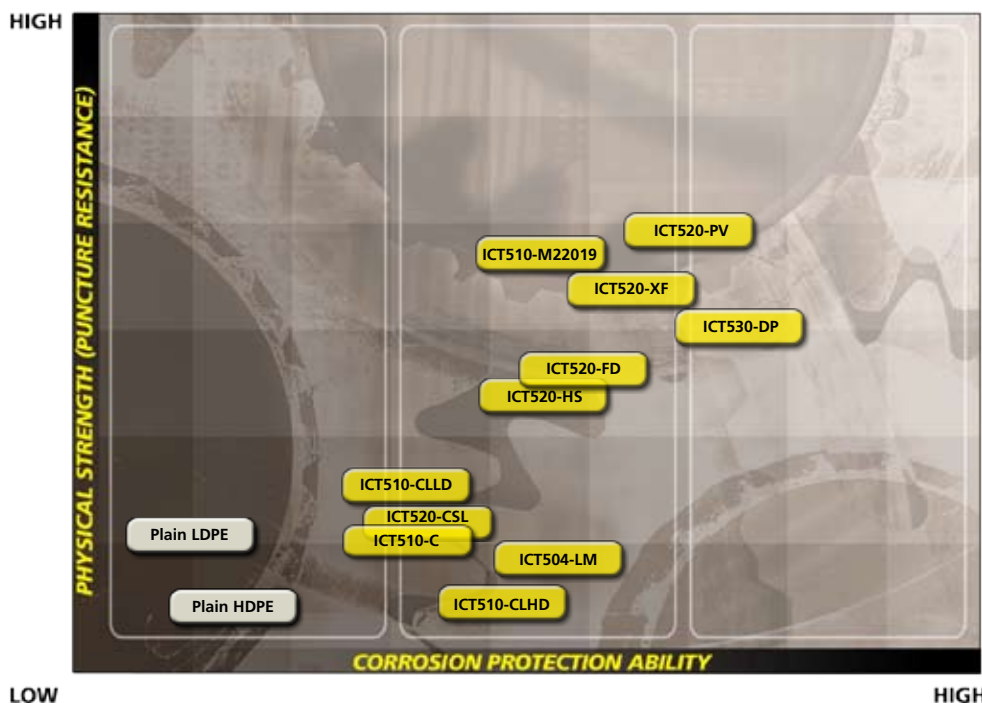 HIGH
PHYSICAL STRENGTH (PUNCTURE RESISTANCE)
ICT520-PV
ICT510-M22019
ICT520-XF
ICT530-DP
ICT520-FD
ICT520-HS
ICT510-CLLD
ICT520-CSL
Plain LDPE
ICT510-C
ICT504-LM
Plain HDPE
ICT510-CLHD
CORROSION PROTECTION ABILITY
LOW
HIGH